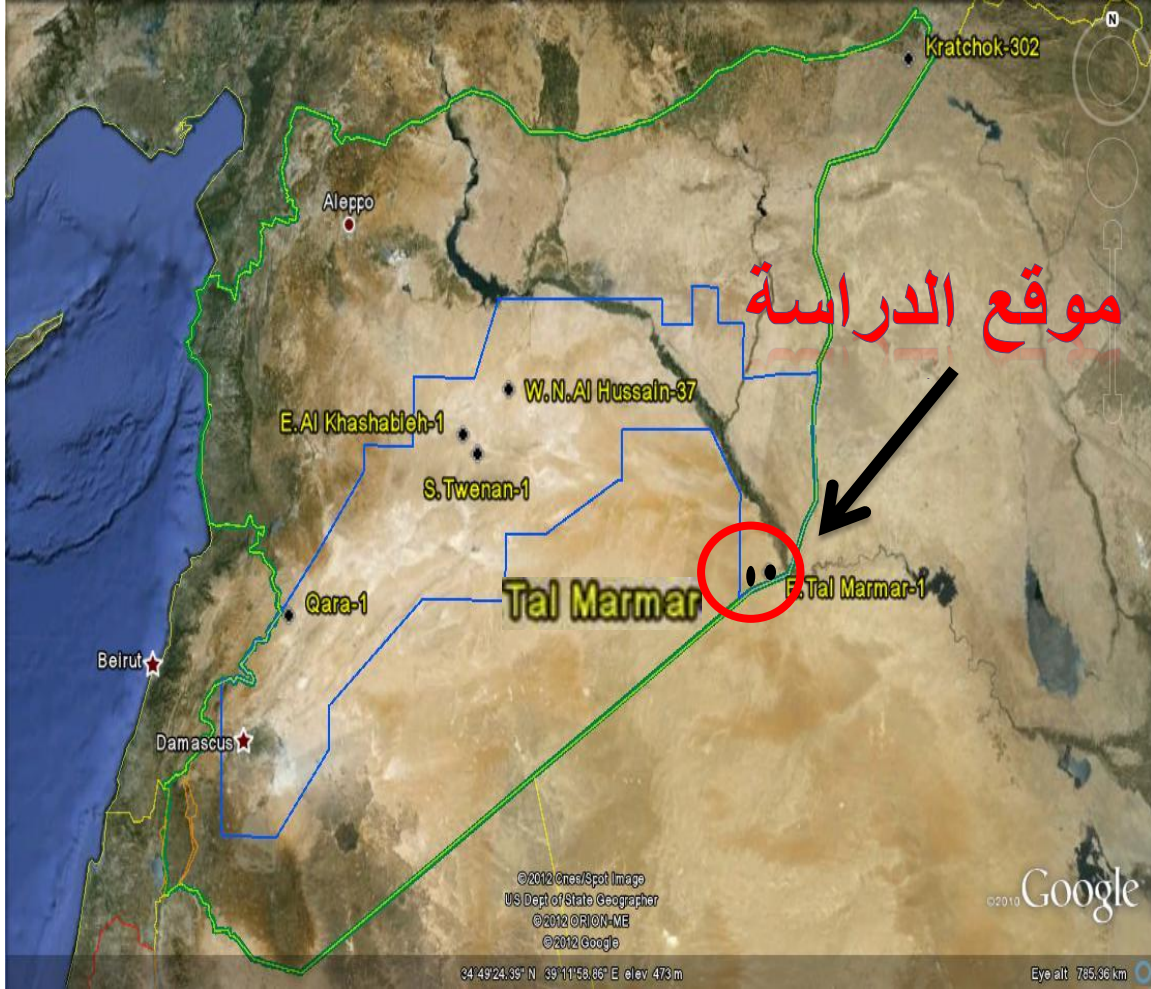 N
Kratchok-302
Aleppo
موقع الدراسة
W.N.Al Hussain-37
E.Al Khashabieh-1
S.Twenan-1
Qara-1
Tal Marmar
E.Tal Marmar-1
Beirut
Damascus
©2012 Cnes/Spot Image
US Dept of State Geographer
©2012 ORION-ME
©2012 Google
©2010 Google
34°49'24.39" N 39°11'58.86" E elev 473 m
Eye alt 785.36 km